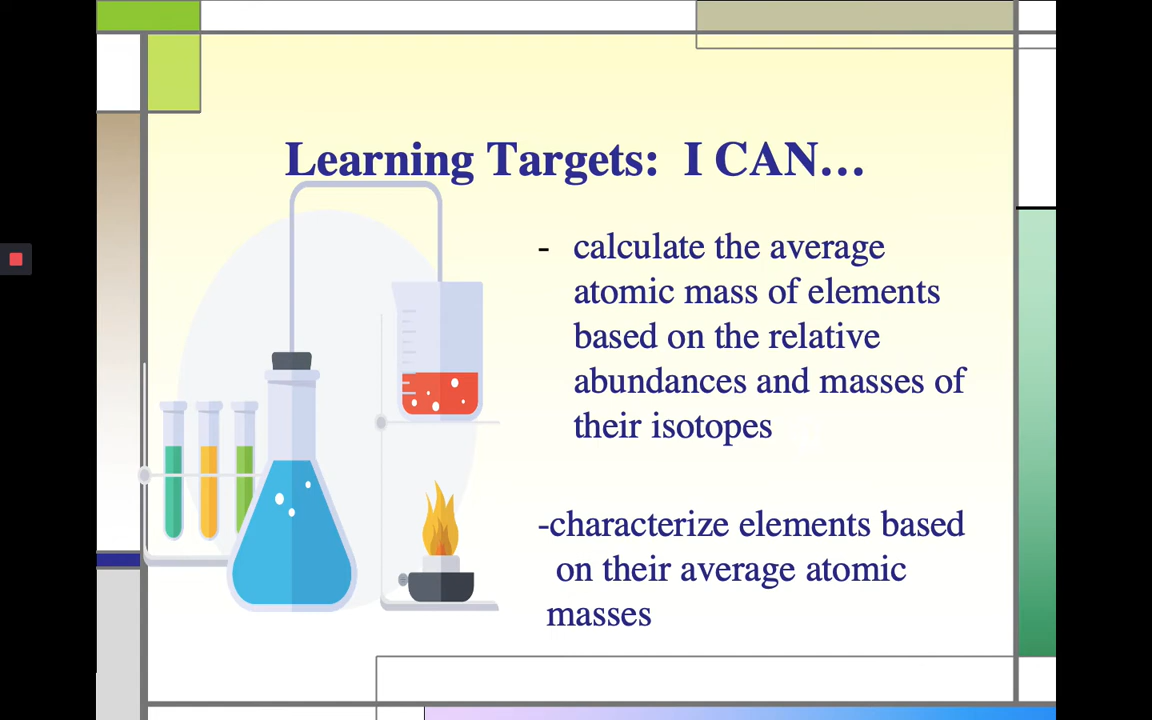 Learning Targets:  I CAN…
- calculate the average
atomic mass of elements
based on the relative
abundances and masses of
their isotopes
-characterize elements based
on their average atomic
masses